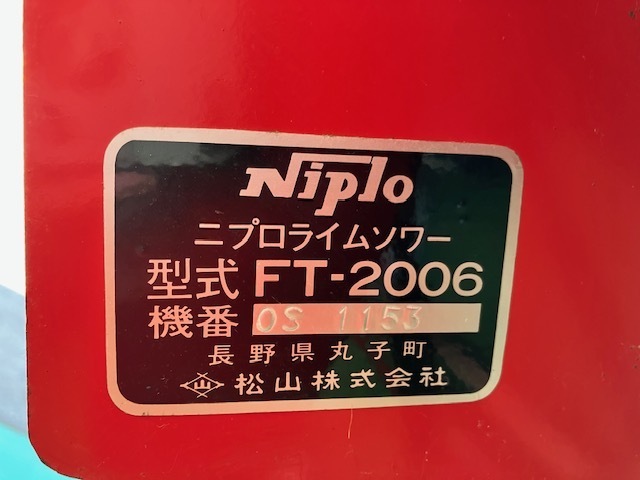 Niplo
ニプロライムソワー
型式 FT-2006
機番 OS 1153
長野県丸子町
山 松山株式会社